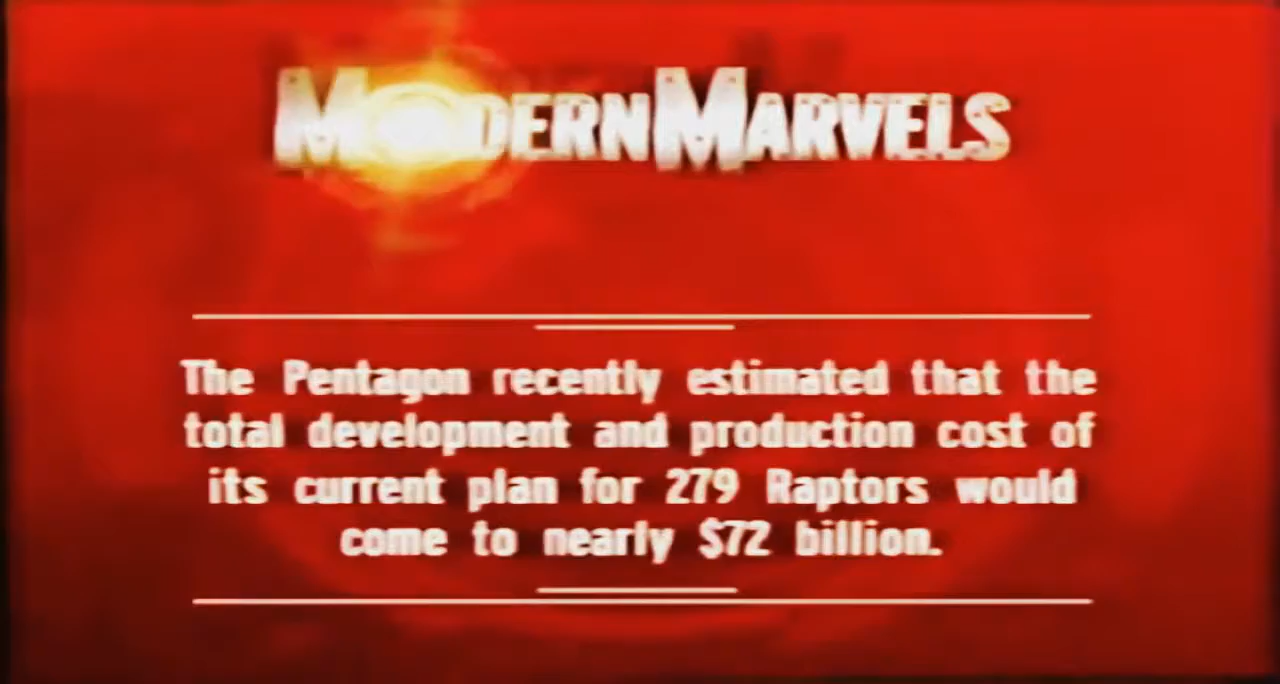 MODERN MARVELS
The Pentagon recently estimated that the
total development and production cost of
its current plan for 279 Raptors would
come to nearly $72 billion.